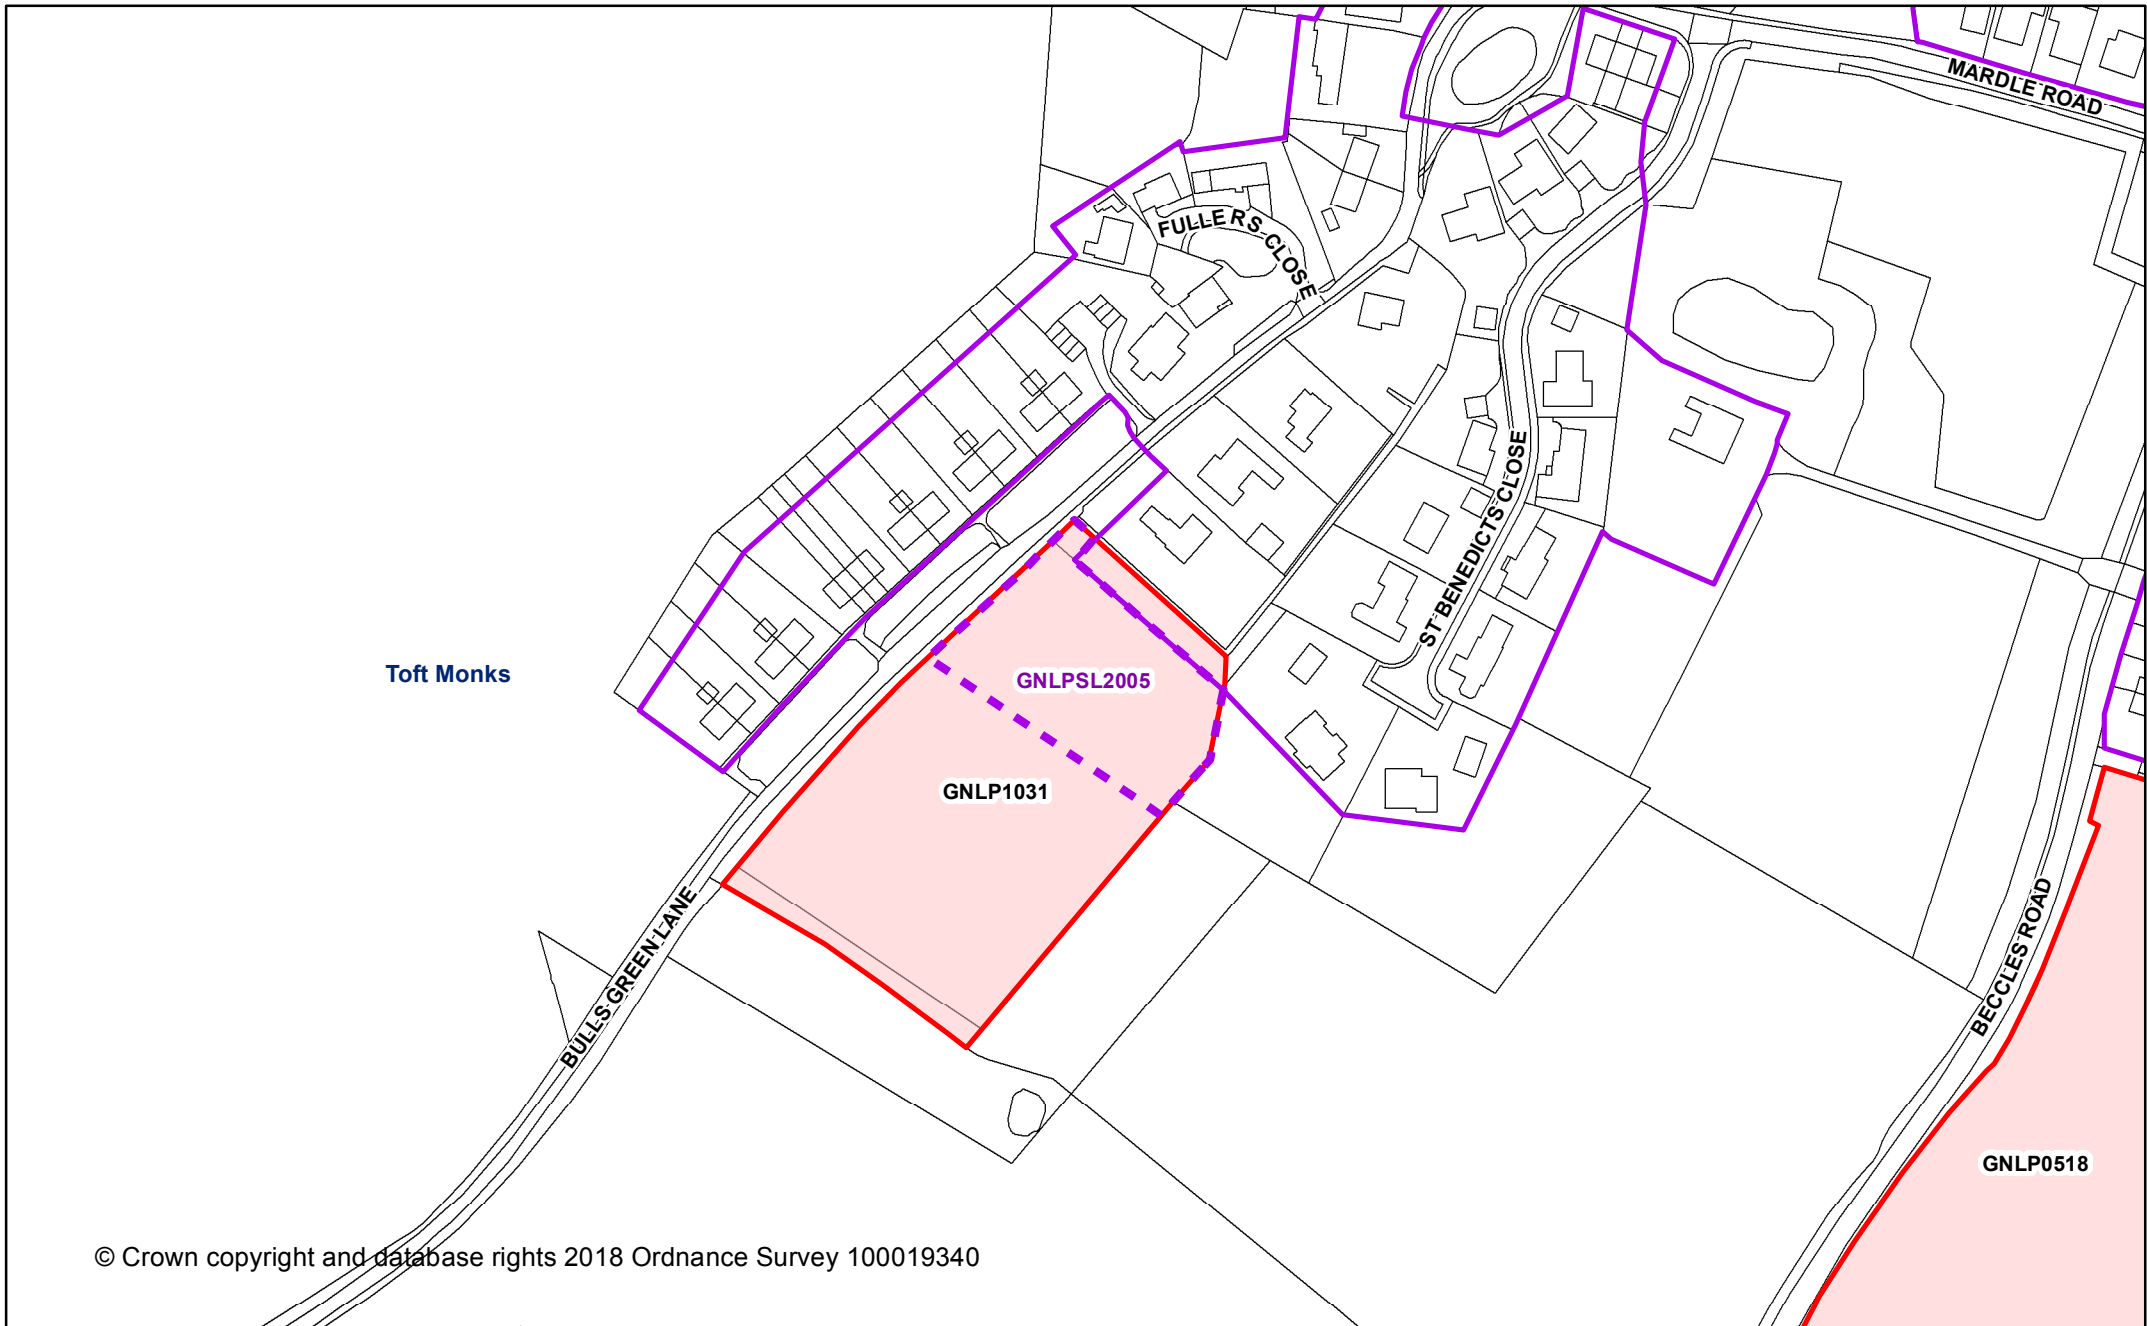 MARDLE ROAD
FULLERS CLOSE
ST BENEDICTS CLOSE
Toft Monks
GNLPSL2005
GNLP1031
BULLS GREEN LANE
BECCLES ROAD
GNLP0518
© Crown copyright and database rights 2018 Ordnance Survey 100019340